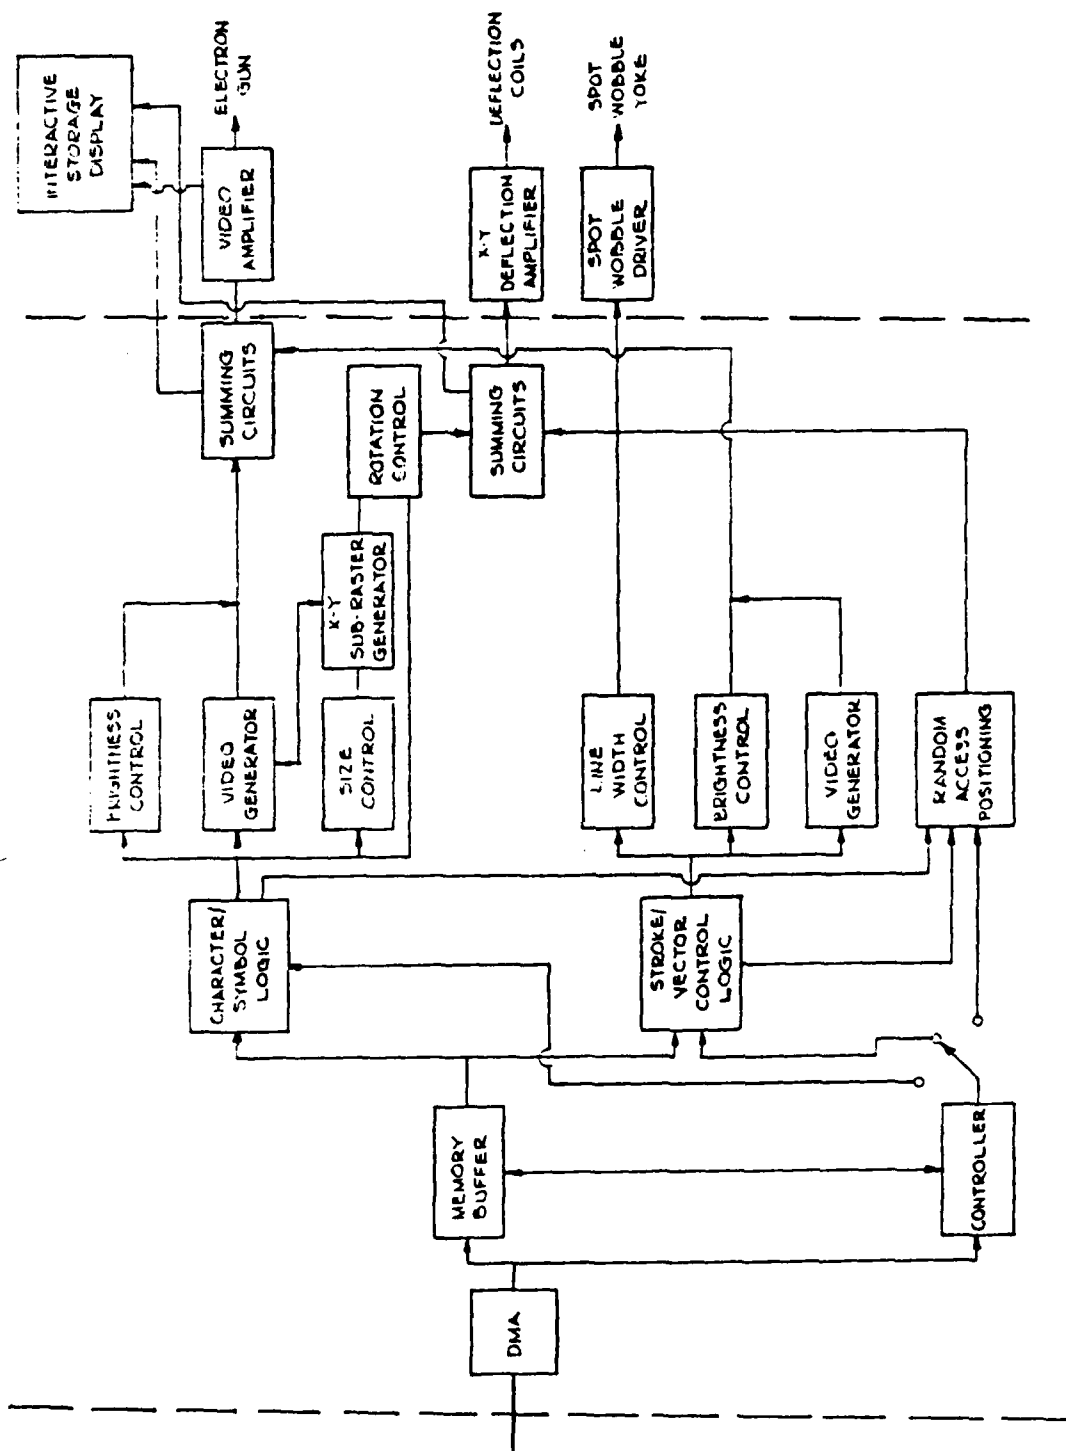 DMA
MEMORY
BUFFER
CONTROLLER
CHARACTER/
SYMBOL
LOGIC
STROKE/
VECTOR
CONTROL
LOGIC
BRIGHTNESS
CONTROL
VIDEO
GENERATOR
SIZE
CONTROL
LINE
WIDTH
CONTROL
BRIGHTNESS
CONTROL
VIDEO
GENERATOR
RANDOM
ACCESS
POSITIONING
X-Y
SUB-RASTER
GENERATOR
ROTATION
CONTROL
SUMMING
CIRCUITS
SUMMING
CIRCUITS
INTERACTIVE
STORAGE
DISPLAY
VIDEO
AMPLIFIER
X-Y
DEFLECTION
AMPLIFIER
SPOT
WOBBLE
DRIVER
ELECTRON
GUN
DEFLECTION
COILS
SPOT
WOBBLE
YOKE